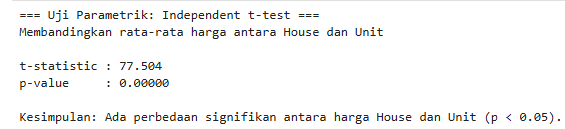 === Uji Parametrik: Independent t-test ===
Membandingkan rata-rata harga antara House dan Unit
t-statistic : 77.504
p-value     : 0.00000
Kesimpulan: Ada perbedaan signifikan antara harga House dan Unit (p < 0.05).